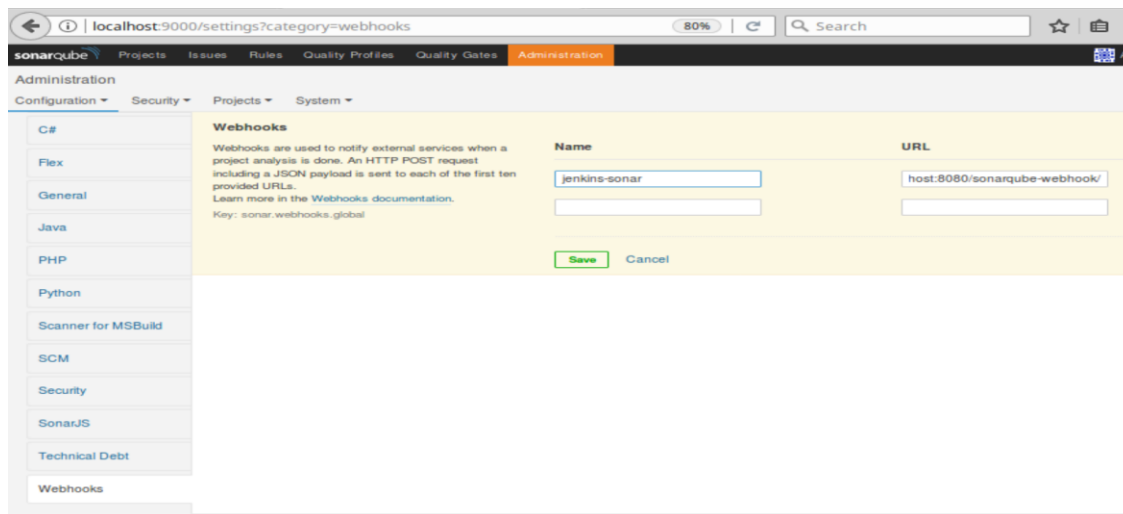 localhost:9000/settings?category=webhooks 80% Search
sonarqube Projects Issues Rules Quality Profiles Quality Gates Administration
Administration
Configuration Security Projects System
C#
Flex
General
Java
PHP
Python
Scanner for MSBuild
SCM
Security
SonarJS
Technical Debt
Webhooks
Webhooks
Webhooks are used to notify external services when a
project analysis is done. An HTTP POST request
including a JSON payload is sent to each of the first ten
provided URLs.
Learn more in the Webhooks documentation.
Key: sonar.webhooks.global
Name URL
jenkins-sonar host:8080/sonarqube-webhook/
Save Cancel